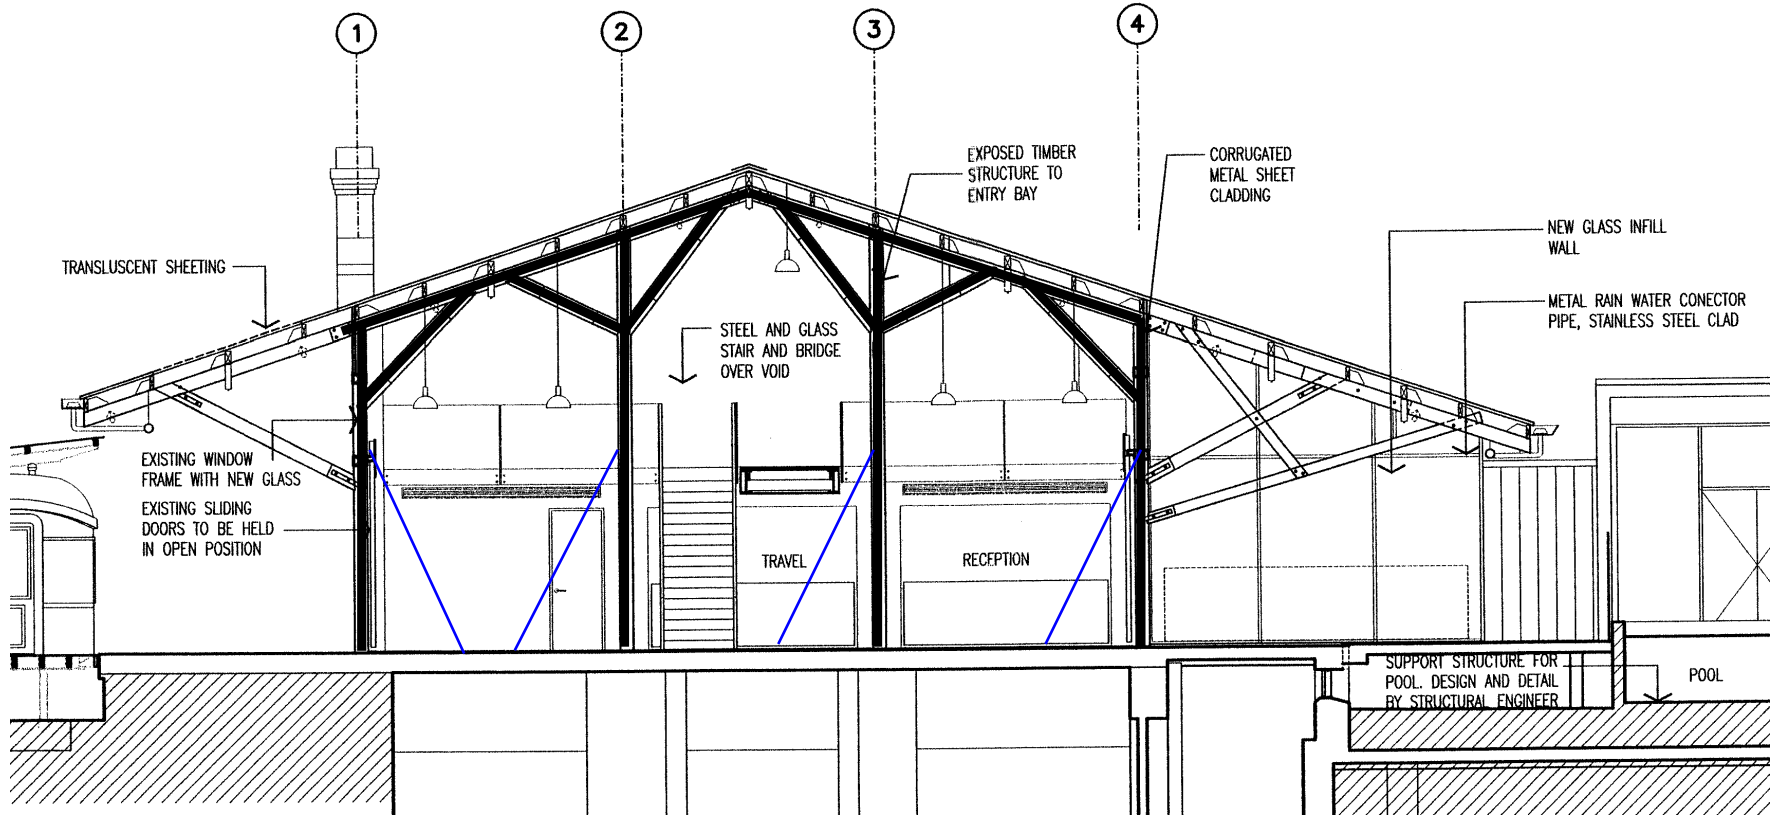 1
2
3
4
EXPOSED TIMBER
STRUCTURE TO
ENTRY BAY
CORRUGATED
METAL SHEET
CLADDING
NEW GLASS INFILL
WALL
TRANSLUSCENT SHEETING
METAL RAIN WATER CONECTOR
PIPE, STAINLESS STEEL CLAD
STEEL AND GLASS
STAIR AND BRIDGE
OVER VOID
EXISTING WINDOW
FRAME WITH NEW GLASS
EXISTING SLIDING
DOORS TO BE HELD
IN OPEN POSITION
TRAVEL
RECEPTION
SUPPORT STRUCTURE FOR
POOL. DESIGN AND DETAIL
BY STRUCTURAL ENGINEER
POOL